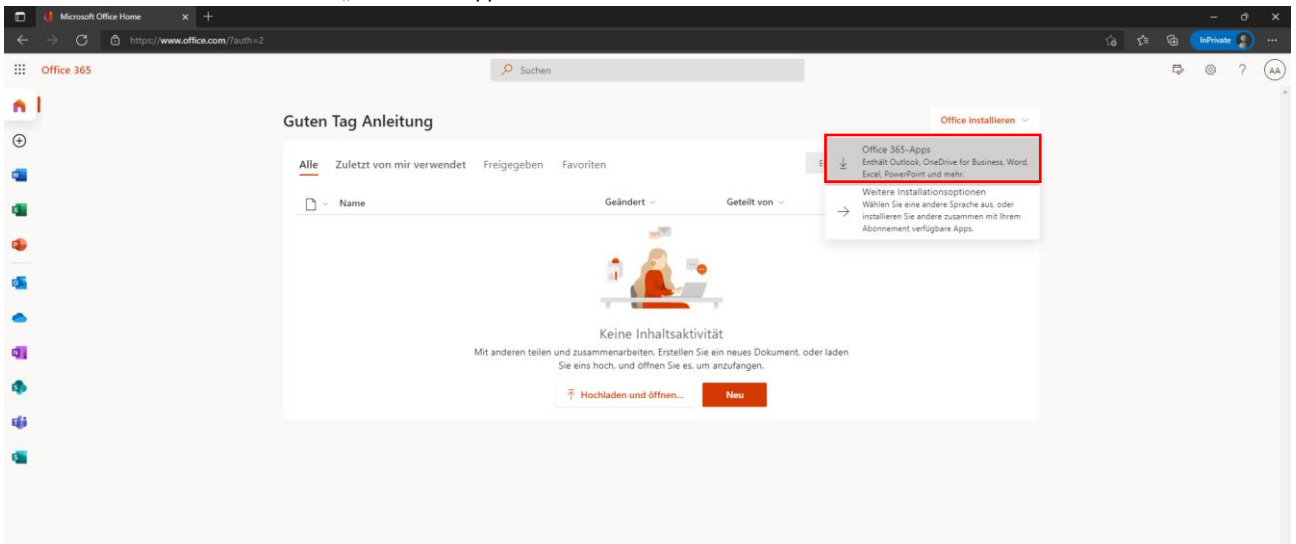 Microsoft Office Home
https://www.office.com/?auth=2
InPrivate
Office 365
Suchen
AA
Guten Tag Anleitung
Office installieren
Alle Zuletzt von mir verwendet Freigegeben Favoriten
Office 365-Apps
Enthält Outlook, OneDrive for Business, Word,
Excel, PowerPoint und mehr.
Weitere Installationsoptionen
Wählen Sie eine andere Sprache aus, oder
installieren Sie andere zusammen mit Ihrem
Abonnement verfügbare Apps.
Name Geändert Geteilt von
Keine Inhaltsaktivität
Mit anderen teilen und zusammenarbeiten. Erstellen Sie ein neues Dokument, oder laden
Sie eins hoch, und öffnen Sie es, um anzufangen.
Hochladen und öffnen... Neu